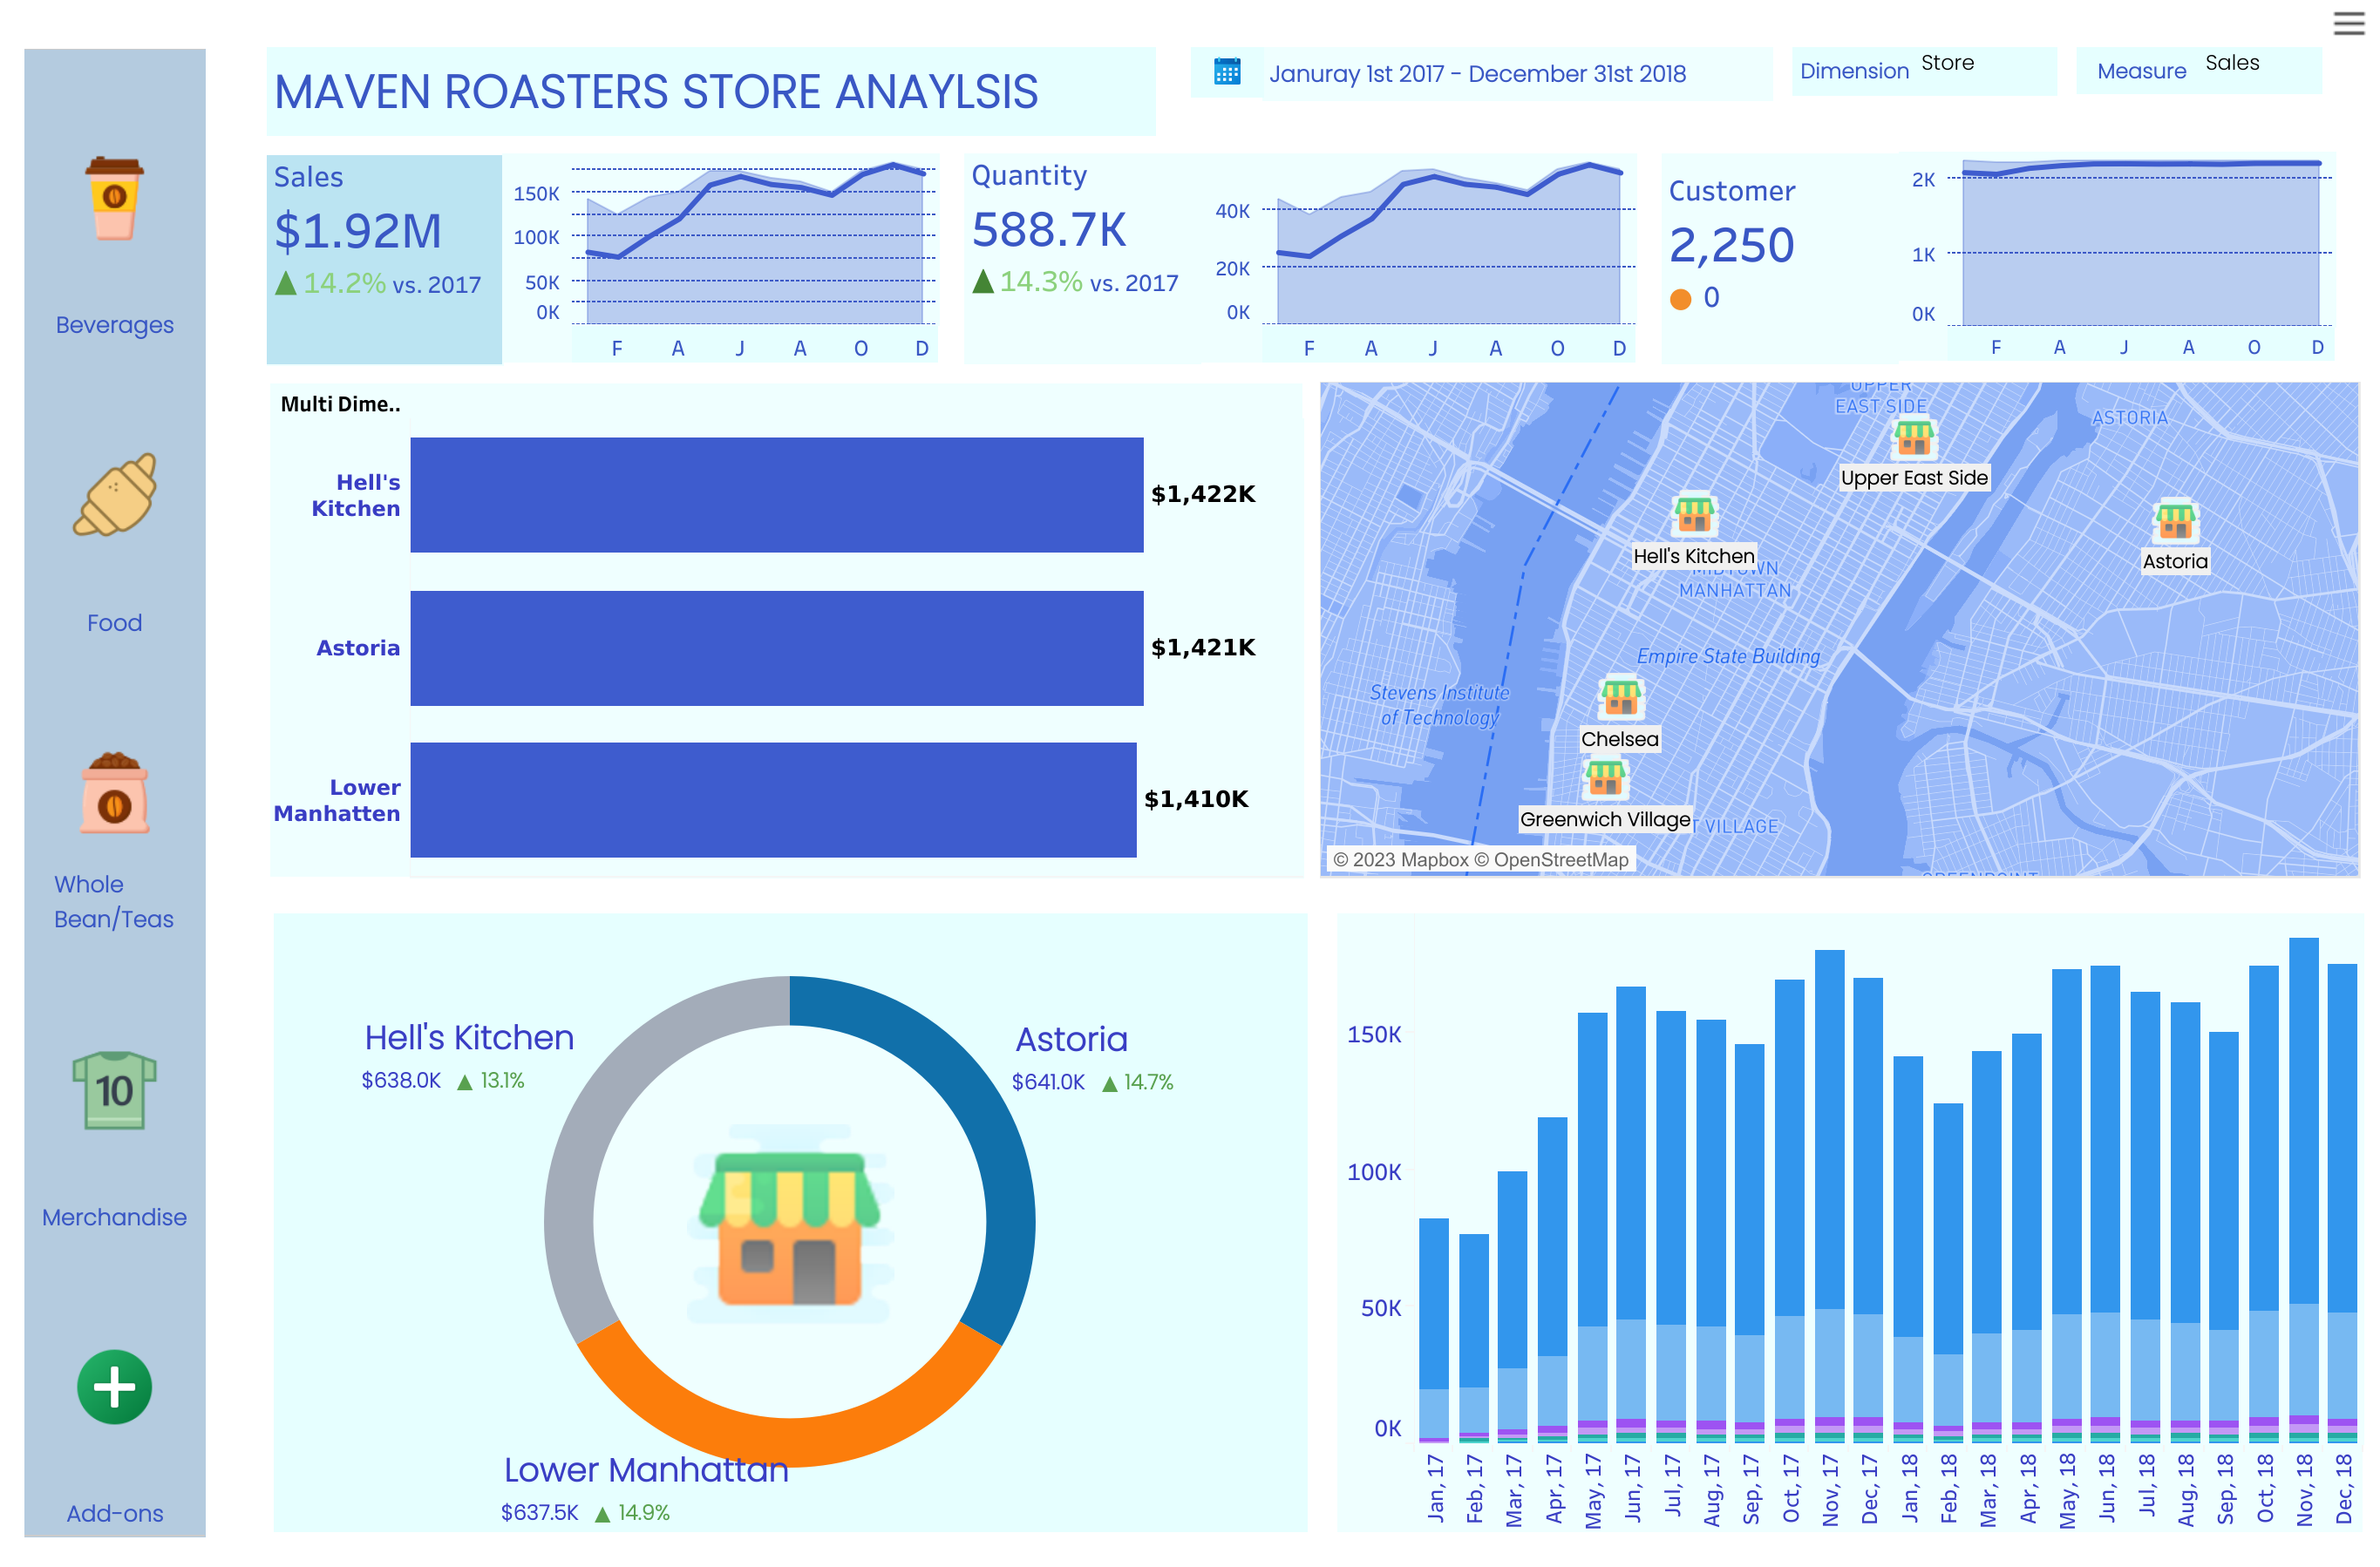 MAVEN ROASTERS STORE ANAYLSIS
Januray 1st 2017 - December 31st 2018
Dimension
Store
Measure
Sales
Beverages
Food
Whole
Bean/Teas
10
Merchandise
Add-ons
Sales
$1.92M
▲ 14.2% vs. 2017
150K
100K
50K
0K
F A J A O D
Quantity
588.7K
▲ 14.3% vs. 2017
40K
20K
0K
F A J A O D
Customer
2,250
0
2K
1K
0K
F A J A O D
Multi Dime..
Hell's
Kitchen
$1,422K
Astoria
$1,421K
Lower
Manhatten
$1,410K
UPPER
EAST SIDE
ASTORIA
Upper East Side
Hell's Kitchen
Astoria
MIDTOWN
MANHATTAN
Empire State Building
Stevens Institute
of Technology
Chelsea
Greenwich Village
T VILLAGE
© 2023 Mapbox © OpenStreetMap
GREENPOINT
Hell's Kitchen
$638.0K ▲ 13.1%
Astoria
$641.0K ▲ 14.7%
Lower Manhattan
$637.5K ▲ 14.9%
150K
100K
50K
0K
Jan, 17
Feb, 17
Mar, 17
Apr, 17
May, 17
Jun, 17
Jul, 17
Aug, 17
Sep, 17
Oct, 17
Nov, 17
Dec, 17
Jan, 18
Feb, 18
Mar, 18
Apr, 18
May, 18
Jun, 18
Jul, 18
Aug, 18
Sep, 18
Oct, 18
Nov, 18
Dec, 18